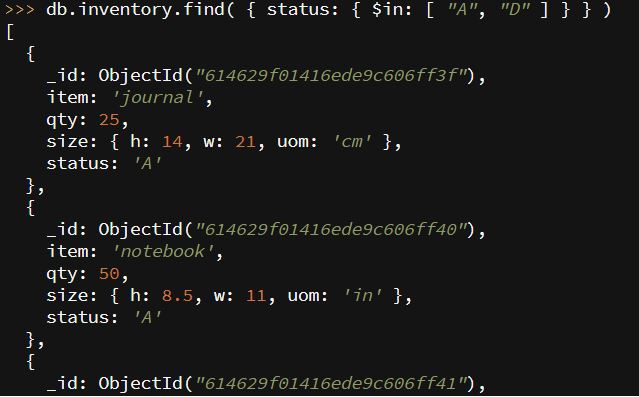 >>> db.inventory.find( { status: { $in: [ "A", "D" ] } } )
[
  {
    _id: ObjectId("614629f01416ede9c606ff3f"),
    item: 'journal',
    qty: 25,
    size: { h: 14, w: 21, uom: 'cm' },
    status: 'A'
  },
  {
    _id: ObjectId("614629f01416ede9c606ff40"),
    item: 'notebook',
    qty: 50,
    size: { h: 8.5, w: 11, uom: 'in' },
    status: 'A'
  },
  {
    _id: ObjectId("614629f01416ede9c606ff41"),